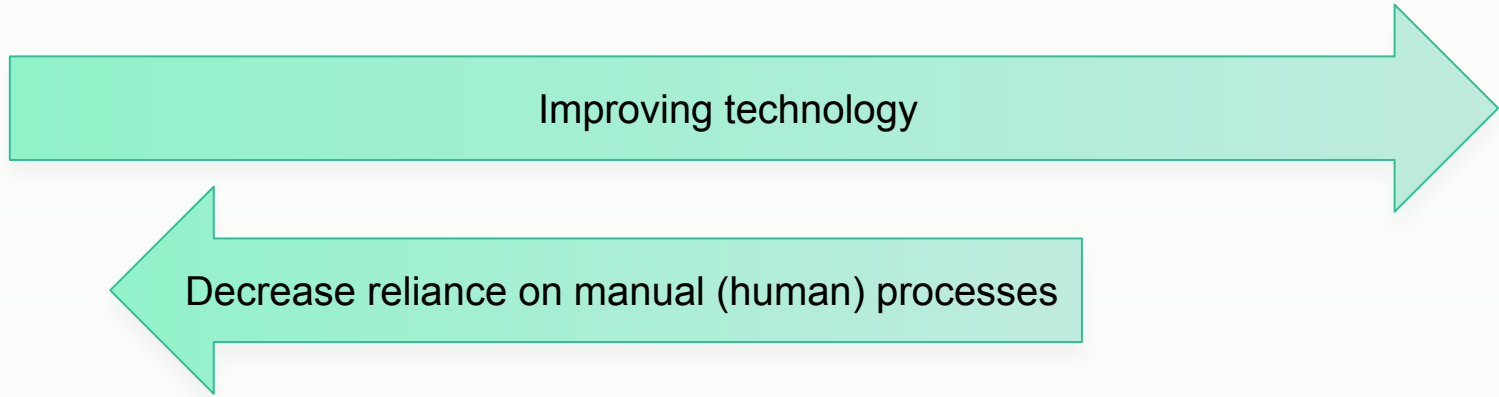 Improving technology
Decrease reliance on manual (human) processes